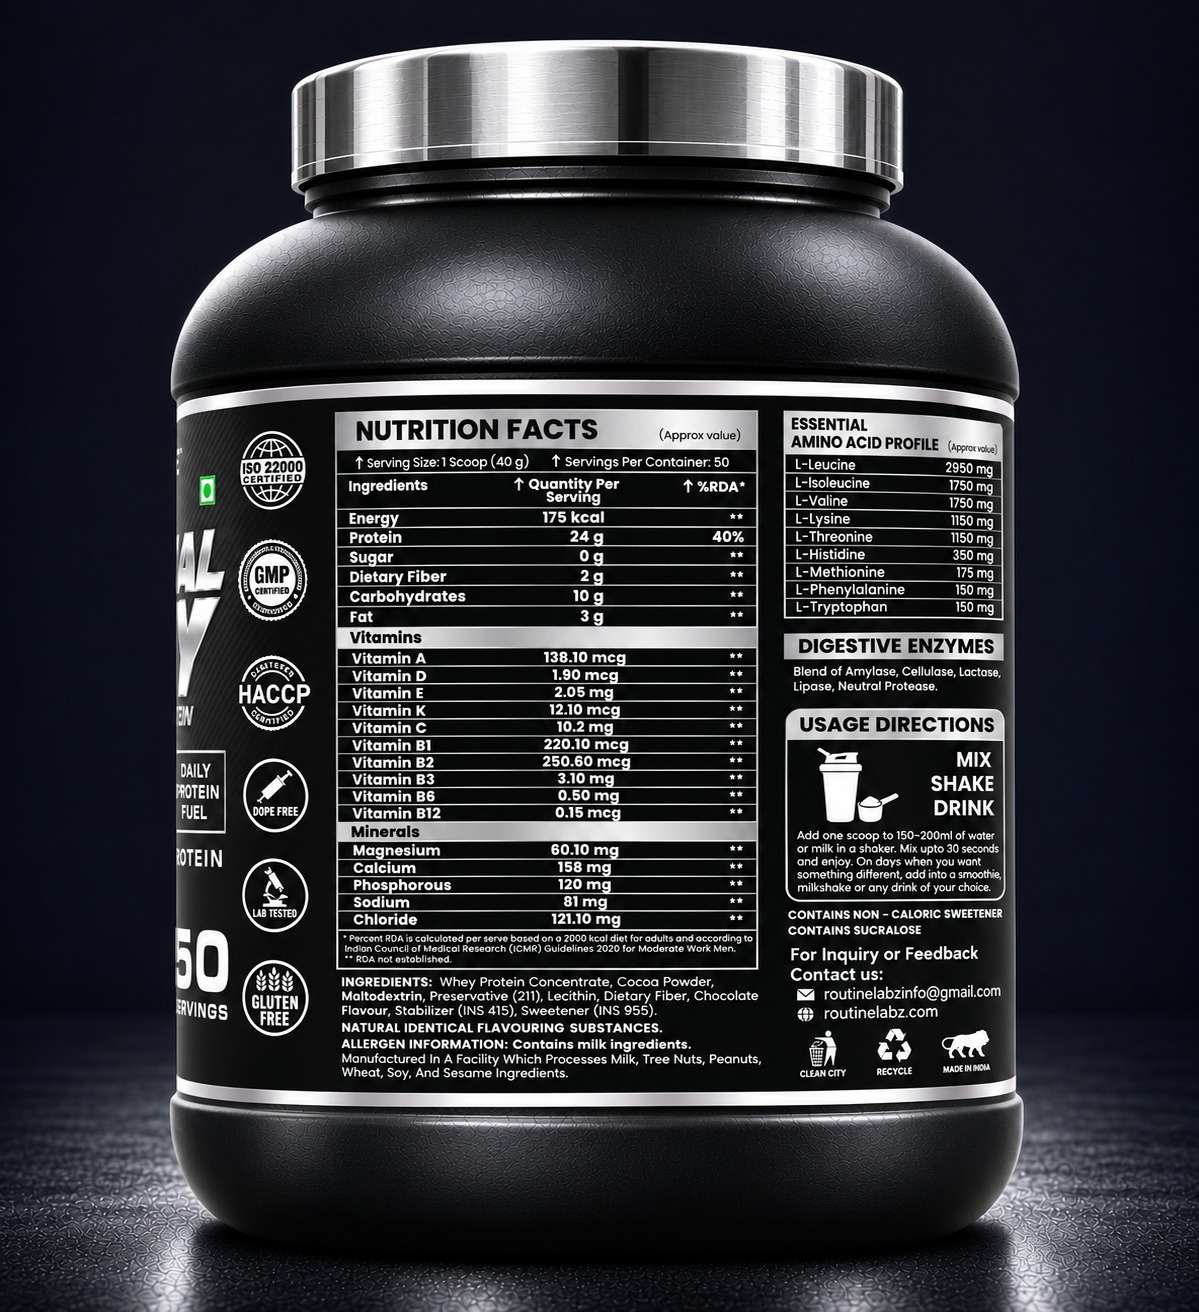 AL
Y
EIN
DAILY
PROTEIN
FUEL
ROTEIN
50
ERVINGS
ISO 22000
CERTIFIED
GMP
CERTIFIED
HACCP
CERTIFIED
DOPE FREE
LAB TESTED
GLUTEN
FREE
NUTRITION FACTS (Approx value)
↑ Serving Size: 1 Scoop (40 g) ↑ Servings Per Container: 50
Ingredients ↑ Quantity Per Serving ↑ %RDA*
Energy 175 kcal **
Protein 24 g 40%
Sugar 0 g **
Dietary Fiber 2 g **
Carbohydrates 10 g **
Fat 3 g **
Vitamins
Vitamin A 138.10 mcg **
Vitamin D 1.90 mcg **
Vitamin E 2.05 mg **
Vitamin K 12.10 mcg **
Vitamin C 10.2 mg **
Vitamin B1 220.10 mcg **
Vitamin B2 250.60 mcg **
Vitamin B3 3.10 mg **
Vitamin B6 0.50 mg **
Vitamin B12 0.15 mcg **
Minerals
Magnesium 60.10 mg **
Calcium 158 mg **
Phosphorous 120 mg **
Sodium 81 mg **
Chloride 121.10 mg **
* Percent RDA is calculated per serve based on a 2000 kcal diet for adults and according to
Indian Council of Medical Research (ICMR) Guidelines 2020 for Moderate Work Men.
** RDA not established.
INGREDIENTS: Whey Protein Concentrate, Cocoa Powder,
Maltodextrin, Preservative (211), Lecithin, Dietary Fiber, Chocolate
Flavour, Stabilizer (INS 415), Sweetener (INS 955).
NATURAL IDENTICAL FLAVOURING SUBSTANCES.
ALLERGEN INFORMATION: Contains milk ingredients.
Manufactured In A Facility Which Processes Milk, Tree Nuts, Peanuts,
Wheat, Soy, And Sesame Ingredients.
ESSENTIAL
AMINO ACID PROFILE (Approx value)
L-Leucine 2950 mg
L-Isoleucine 1750 mg
L-Valine 1750 mg
L-Lysine 1150 mg
L-Threonine 1150 mg
L-Histidine 350 mg
L-Methionine 175 mg
L-Phenylalanine 150 mg
L-Tryptophan 150 mg
DIGESTIVE ENZYMES
Blend of Amylase, Cellulase, Lactase,
Lipase, Neutral Protease.
USAGE DIRECTIONS
MIX
SHAKE
DRINK
Add one scoop to 150-200ml of water
or milk in a shaker. Mix upto 30 seconds
and enjoy. On days when you want
something different, add into a smoothie,
milkshake or any drink of your choice.
CONTAINS NON - CALORIC SWEETENER
CONTAINS SUCRALOSE
For Inquiry or Feedback
Contact us:
routinelabzinfo@gmail.com
routinelabz.com
CLEAN CITY
RECYCLE
MADE IN INDIA